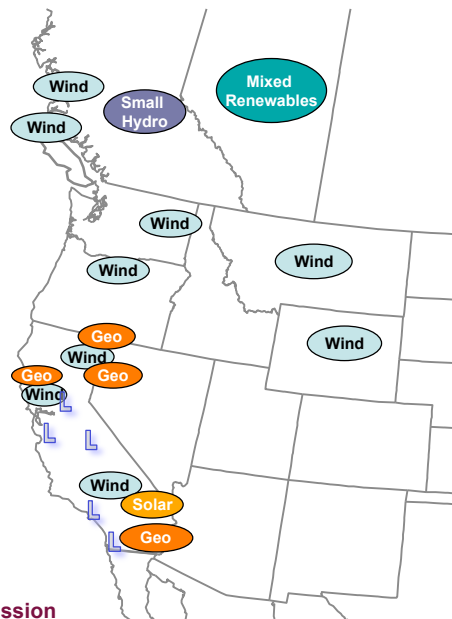 Mixed
Renewables
Wind
Small
Hydro
Wind
Wind
Wind
Wind
Geo
Wind
Wind
Geo
Geo
Wind
L
L
L
Wind
Solar
L
Geo
L
ssion